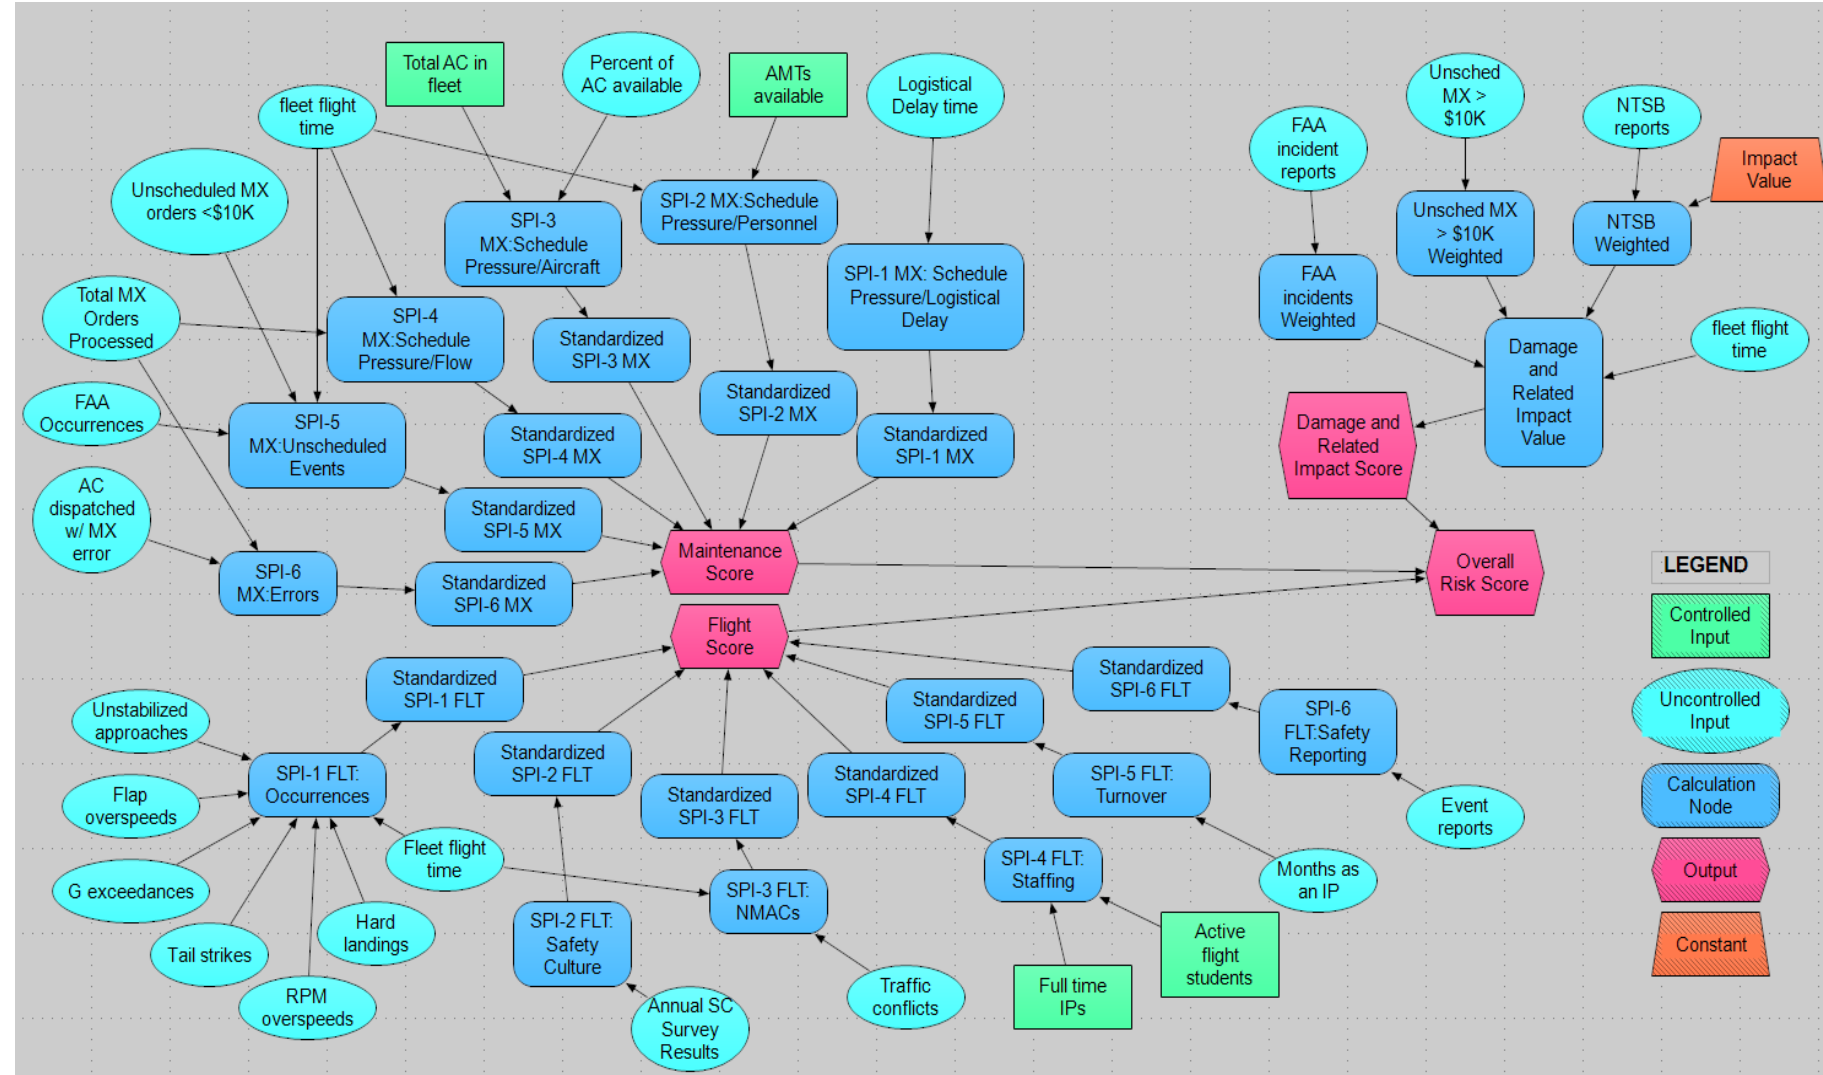 Total AC in
fleet
Percent of
AC available
AMTs
available
Logistical
Delay time
fleet flight
time
Unscheduled MX
orders <$10K
SPI-3
MX:Schedule
Pressure/Aircraft
SPI-2 MX:Schedule
Pressure/Personnel
SPI-1 MX: Schedule
Pressure/Logistical
Delay
Total MX
Orders
Processed
SPI-4
MX:Schedule
Pressure/Flow
Standardized
SPI-3 MX
Standardized
SPI-2 MX
Standardized
SPI-1 MX
FAA
Occurrences
SPI-5
MX:Unscheduled
Events
Standardized
SPI-4 MX
AC
dispatched
w/ MX
error
Standardized
SPI-5 MX
SPI-6
MX:Errors
Standardized
SPI-6 MX
Maintenance
Score
Unsched
MX >
$10K
NTSB
reports
FAA
incident
reports
Impact
Value
Unsched MX
> $10K
Weighted
NTSB
Weighted
FAA
incidents
Weighted
fleet flight
time
Damage
and
Related
Impact
Value
Damage and
Related
Impact Score
Overall
Risk Score
Flight
Score
Standardized
SPI-1 FLT
Unstabilized
approaches
SPI-1 FLT:
Occurrences
Flap
overspeeds
G exceedances
Tail strikes
RPM
overspeeds
Hard
landings
Fleet flight
time
Standardized
SPI-2 FLT
SPI-2 FLT:
Safety
Culture
Annual SC
Survey
Results
Standardized
SPI-3 FLT
SPI-3 FLT:
NMACs
Traffic
conflicts
Standardized
SPI-4 FLT
SPI-4 FLT:
Staffing
Full time
IPs
Active
flight
students
Standardized
SPI-5 FLT
SPI-5 FLT:
Turnover
Months as
an IP
Standardized
SPI-6 FLT
SPI-6
FLT:Safety
Reporting
Event
reports
LEGEND
Controlled
Input
Uncontrolled
Input
Calculation
Node
Output
Constant